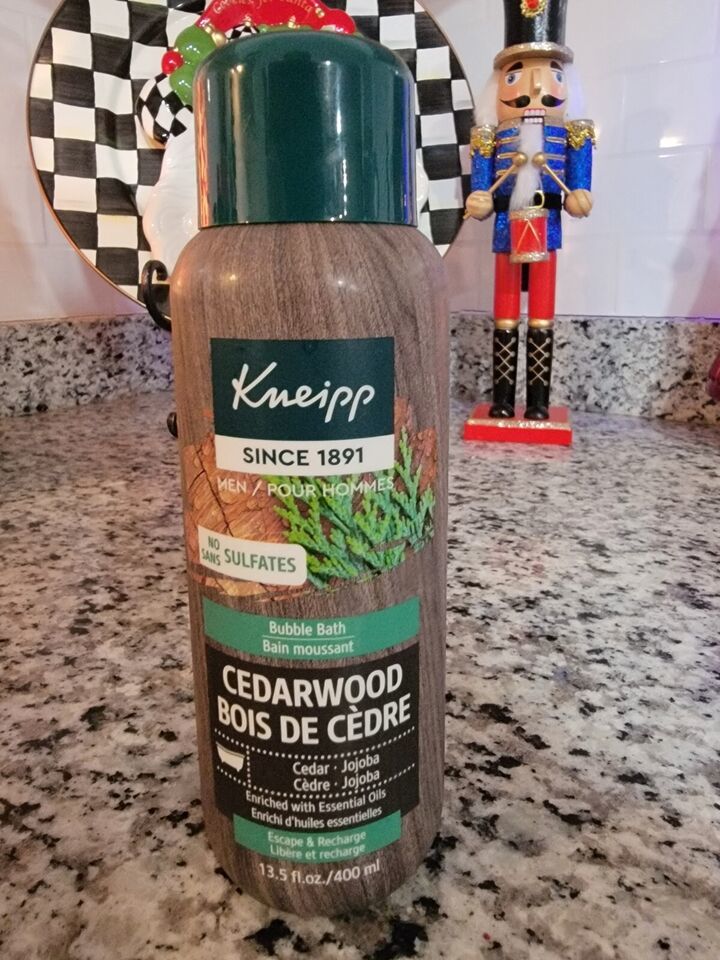 Kneipp
SINCE 1891
MEN / POUR HOMMES
NO
SANS SULFATES
Bubble Bath
Bain moussant
CEDARWOOD
BOIS DE CÈDRE
Cedar · Jojoba
Cèdre · Jojoba
Enriched with Essential Oils
Enrichi d'huiles essentielles
Escape & Recharge
Libère et recharge
13.5 fl.oz./400 ml